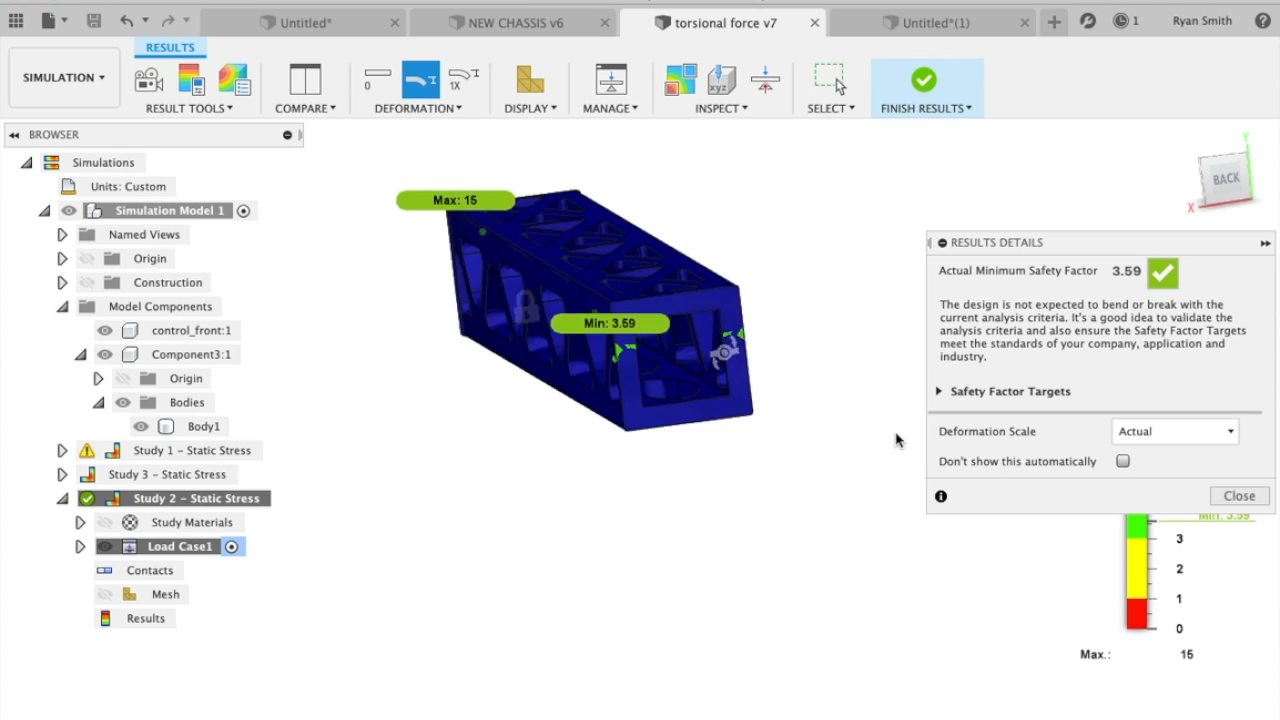 Untitled*
NEW CHASSIS v6
torsional force v7
Untitled*(1)
1
Ryan Smith
RESULTS
SIMULATION
0
1X
xyz
RESULT TOOLS
COMPARE
DEFORMATION
DISPLAY
MANAGE
INSPECT
SELECT
FINISH RESULTS
BROWSER
Simulations
Units: Custom
Simulation Model 1
Named Views
Origin
Construction
Model Components
control_front:1
Component3:1
Origin
Bodies
Body1
Study 1 - Static Stress
Study 3 - Static Stress
Study 2 - Static Stress
Study Materials
Load Case1
Contacts
Mesh
Results
Max: 15
Min: 3.59
Y
BACK
X
RESULTS DETAILS
Actual Minimum Safety Factor 3.59
The design is not expected to bend or break with the
current analysis criteria. It's a good idea to validate the
analysis criteria and also ensure the Safety Factor Targets
meet the standards of your company, application and
industry.
Safety Factor Targets
Deformation Scale Actual
Don't show this automatically
Close
Min: 3.59
3
2
1
0
Max.: 15